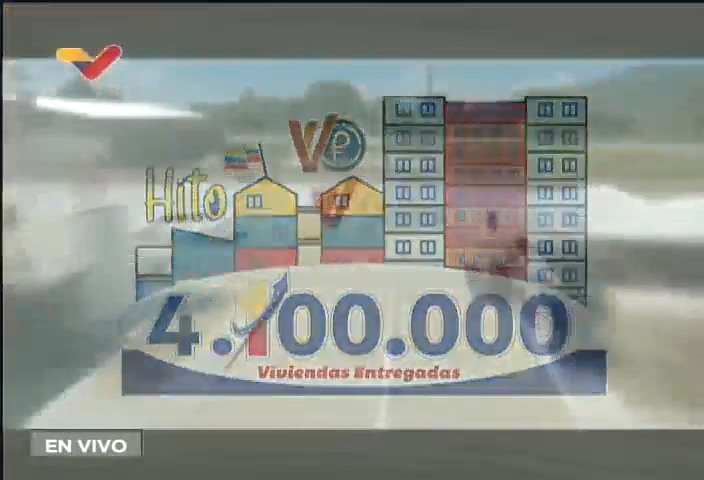 VP
Hito
4.100.000
Viviendas Entregadas
EN VIVO